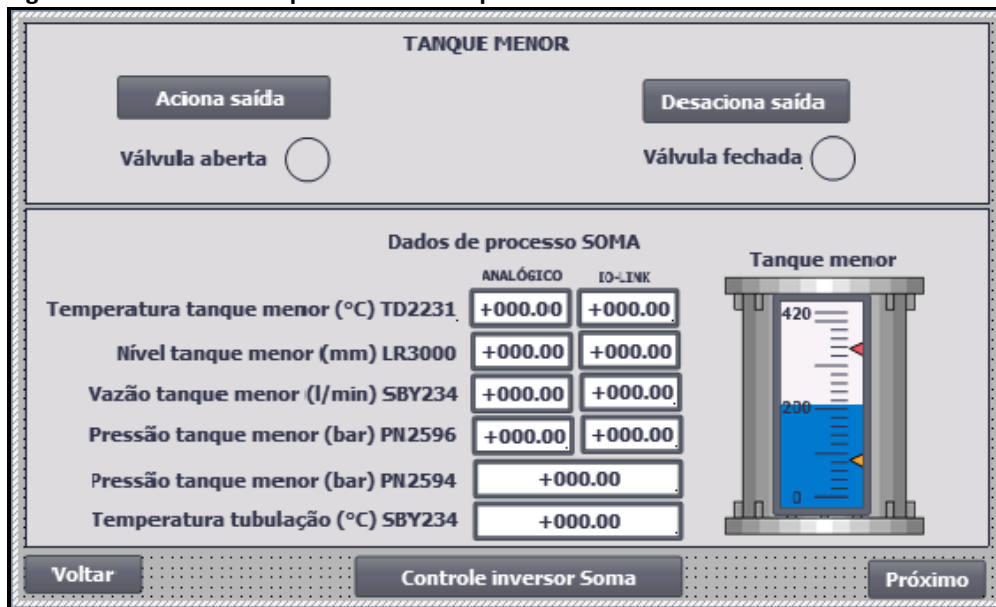 TANQUE MENOR
Aciona saída
Desaciona saída
Válvula aberta
Válvula fechada
Dados de processo SOMA
Tanque menor
ANALÓGICO IO-LINK
Temperatura tanque menor (°C) TD2231 +000.00 +000.00
420
Nível tanque menor (mm) LR3000 +000.00 +000.00
Vazão tanque menor (l/min) SBY234 +000.00 +000.00
200
Pressão tanque menor (bar) PN2596 +000.00 +000.00
Pressão tanque menor (bar) PN2594 +000.00
0
Temperatura tubulação (°C) SBY234 +000.00
Voltar
Controle inversor Soma
Próximo